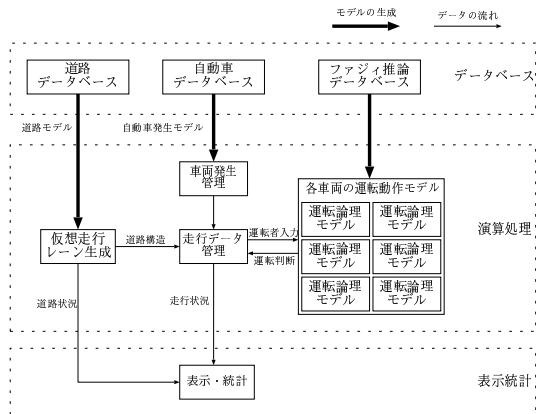 モデルの生成
データの流れ
道路
データベース
自動車
データベース
ファジィ推論
データベース
データベース
道路モデル
自動車発生モデル
車両発生
管理
各車両の運転動作モデル
運転論理
モデル
運転論理
モデル
運転論理
モデル
運転論理
モデル
運転論理
モデル
運転論理
モデル
仮想走行
レーン生成
道路構造
走行データ
管理
運転者入力
運転判断
演算処理
道路状況
走行状況
表示・統計
表示統計